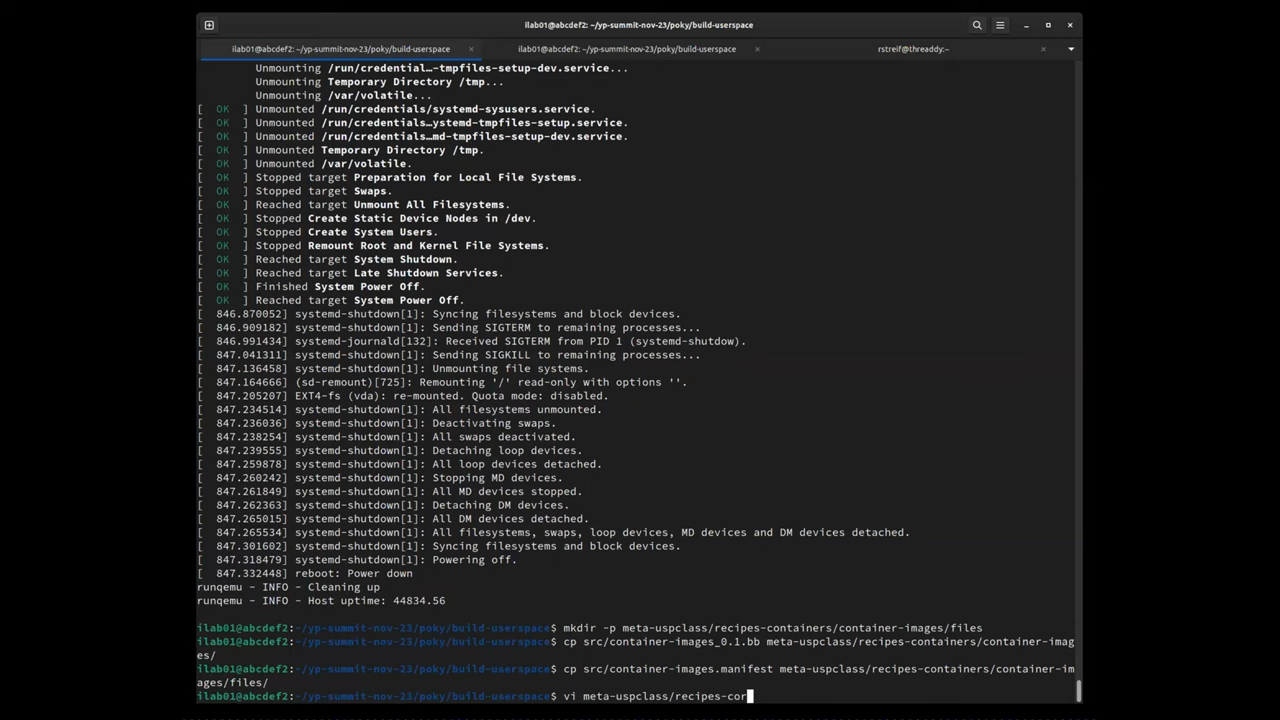 ilab01@abcdef2: ~/yp-summit-nov-23/poky/build-userspace
ilab01@abcdef2: ~/yp-summit-nov-23/poky/build-userspace × ilab01@abcdef2: ~/yp-summit-nov-23/poky/build-userspace × rstreif@threaddy:~ ×
Unmounting /run/credential…-tmpfiles-setup-dev.service...
Unmounting Temporary Directory /tmp...
Unmounting /var/volatile...
[  OK  ] Unmounted /run/credentials/systemd-sysusers.service.
[  OK  ] Unmounted /run/credentials…ystemd-tmpfiles-setup.service.
[  OK  ] Unmounted /run/credentials…md-tmpfiles-setup-dev.service.
[  OK  ] Unmounted Temporary Directory /tmp.
[  OK  ] Unmounted /var/volatile.
[  OK  ] Stopped target Preparation for Local File Systems.
[  OK  ] Stopped target Swaps.
[  OK  ] Reached target Unmount All Filesystems.
[  OK  ] Stopped Create Static Device Nodes in /dev.
[  OK  ] Stopped Create System Users.
[  OK  ] Stopped Remount Root and Kernel File Systems.
[  OK  ] Reached target System Shutdown.
[  OK  ] Reached target Late Shutdown Services.
[  OK  ] Finished System Power Off.
[  OK  ] Reached target System Power Off.
[  846.870052] systemd-shutdown[1]: Syncing filesystems and block devices.
[  846.909182] systemd-shutdown[1]: Sending SIGTERM to remaining processes...
[  846.991434] systemd-journald[132]: Received SIGTERM from PID 1 (systemd-shutdow).
[  847.041311] systemd-shutdown[1]: Sending SIGKILL to remaining processes...
[  847.136458] systemd-shutdown[1]: Unmounting file systems.
[  847.164666] (sd-remount)[725]: Remounting '/' read-only with options ''.
[  847.205207] EXT4-fs (vda): re-mounted. Quota mode: disabled.
[  847.234514] systemd-shutdown[1]: All filesystems unmounted.
[  847.236036] systemd-shutdown[1]: Deactivating swaps.
[  847.238254] systemd-shutdown[1]: All swaps deactivated.
[  847.239555] systemd-shutdown[1]: Detaching loop devices.
[  847.259878] systemd-shutdown[1]: All loop devices detached.
[  847.260242] systemd-shutdown[1]: Stopping MD devices.
[  847.261849] systemd-shutdown[1]: All MD devices stopped.
[  847.262363] systemd-shutdown[1]: Detaching DM devices.
[  847.265015] systemd-shutdown[1]: All DM devices detached.
[  847.265534] systemd-shutdown[1]: All filesystems, swaps, loop devices, MD devices and DM devices detached.
[  847.301602] systemd-shutdown[1]: Syncing filesystems and block devices.
[  847.318479] systemd-shutdown[1]: Powering off.
[  847.332448] reboot: Power down
runqemu - INFO - Cleaning up
runqemu - INFO - Host uptime: 44834.56
ilab01@abcdef2:~/yp-summit-nov-23/poky/build-userspace$ mkdir -p meta-uspclass/recipes-containers/container-images/files
ilab01@abcdef2:~/yp-summit-nov-23/poky/build-userspace$ cp src/container-images_0.1.bb meta-uspclass/recipes-containers/container-imag
es/
ilab01@abcdef2:~/yp-summit-nov-23/poky/build-userspace$ cp src/container-images.manifest meta-uspclass/recipes-containers/container-im
ages/files/
ilab01@abcdef2:~/yp-summit-nov-23/poky/build-userspace$ vi meta-uspclass/recipes-cor